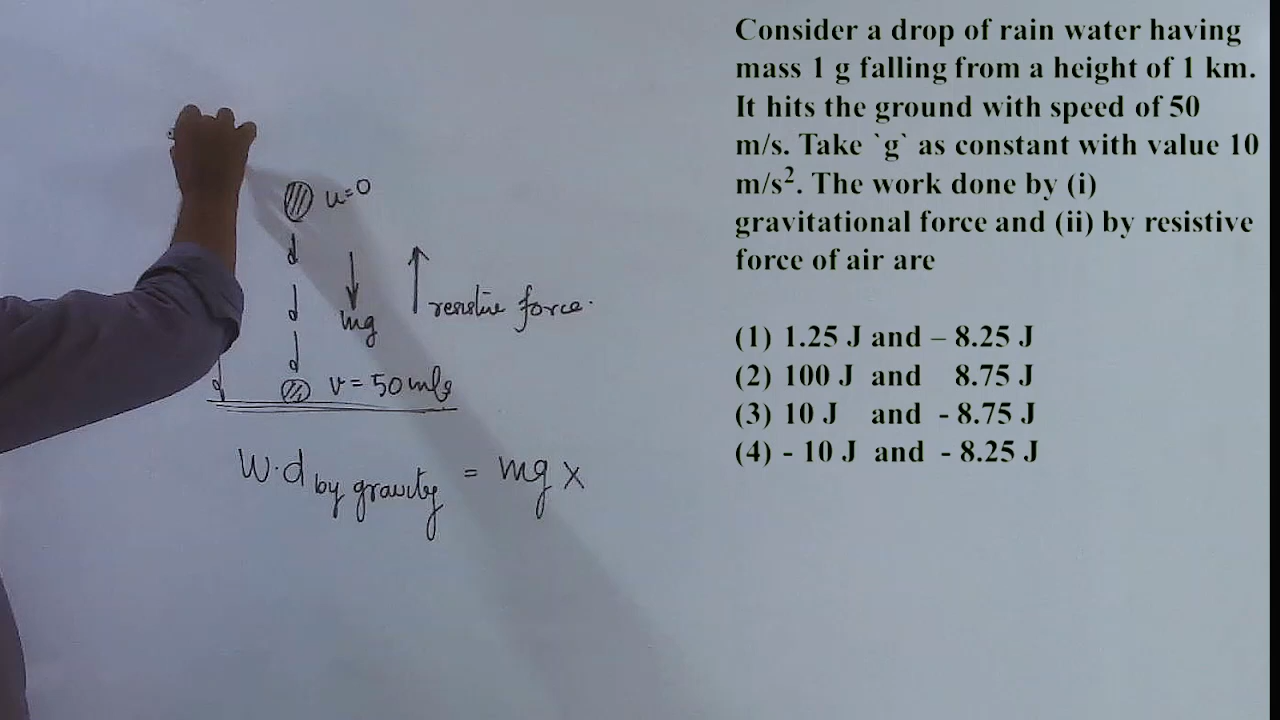 Consider a drop of rain water having
mass 1 g falling from a height of 1 km.
It hits the ground with speed of 50
m/s. Take `g` as constant with value 10
m/s². The work done by (i)
gravitational force and (ii) by resistive
force of air are
(1) 1.25 J and – 8.25 J
(2) 100 J and 8.75 J
(3) 10 J and - 8.75 J
(4) - 10 J and - 8.25 J
u=0
mg
resistive force.
v = 50 m/s
W.d by gravity = mg x